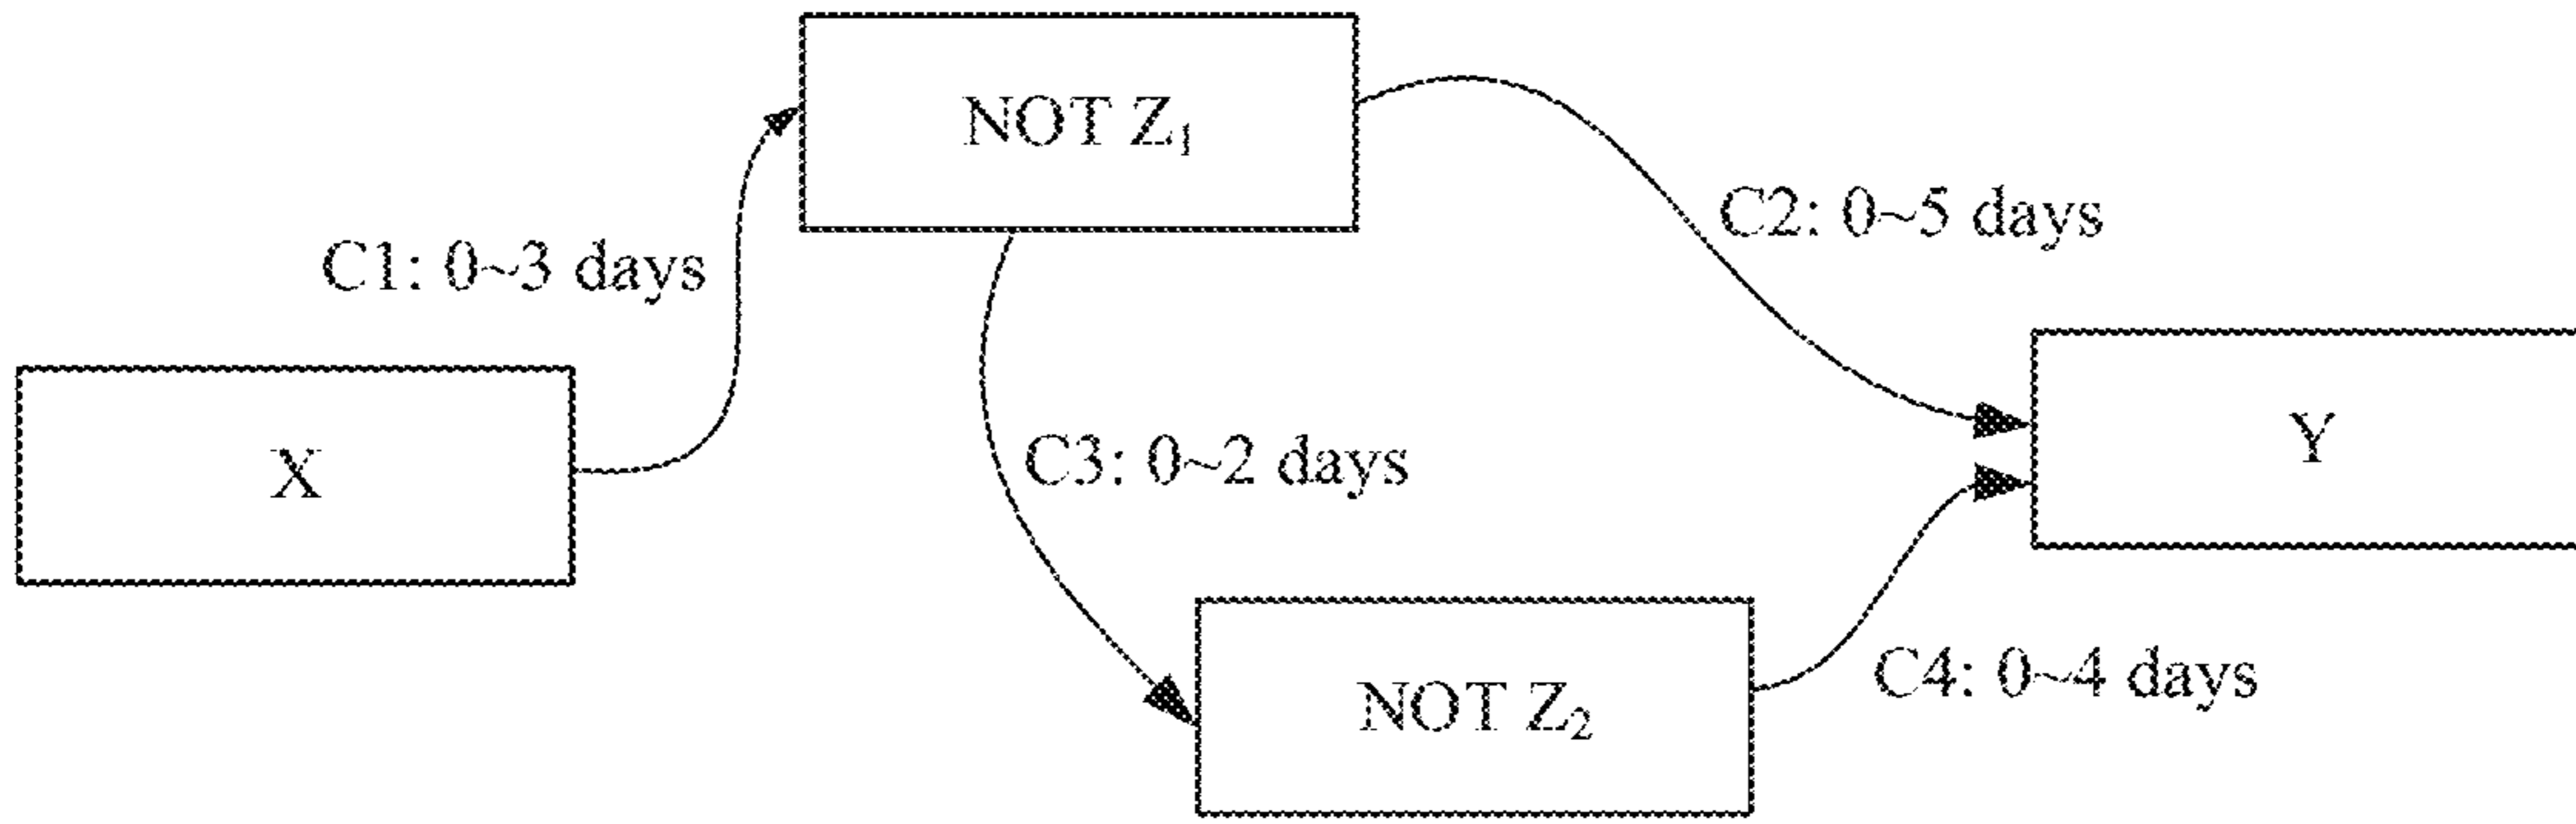 NOT Z₁
C2: 0~5 days
C1: 0~3 days
X
C3: 0~2 days
Y
NOT Z₂
C4: 0~4 days